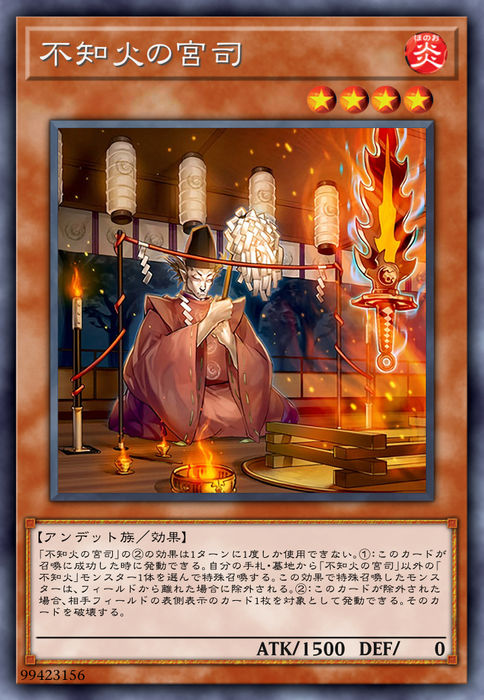 不知火の宮司
ほのお
炎
【アンデット族／効果】
「不知火の宮司」の②の効果は1ターンに1度しか使用できない。①：このカードが
召喚に成功した時に発動できる。自分の手札・墓地から「不知火の宮司」以外の「
不知火」モンスター1体を選んで特殊召喚する。この効果で特殊召喚したモンス
ターは、フィールドから離れた場合に除外される。②：このカードが除外された
場合、相手フィールドの表側表示のカード1枚を対象として発動できる。そのカー
ドを破壊する。
ATK/1500 DEF/ 0
99423156